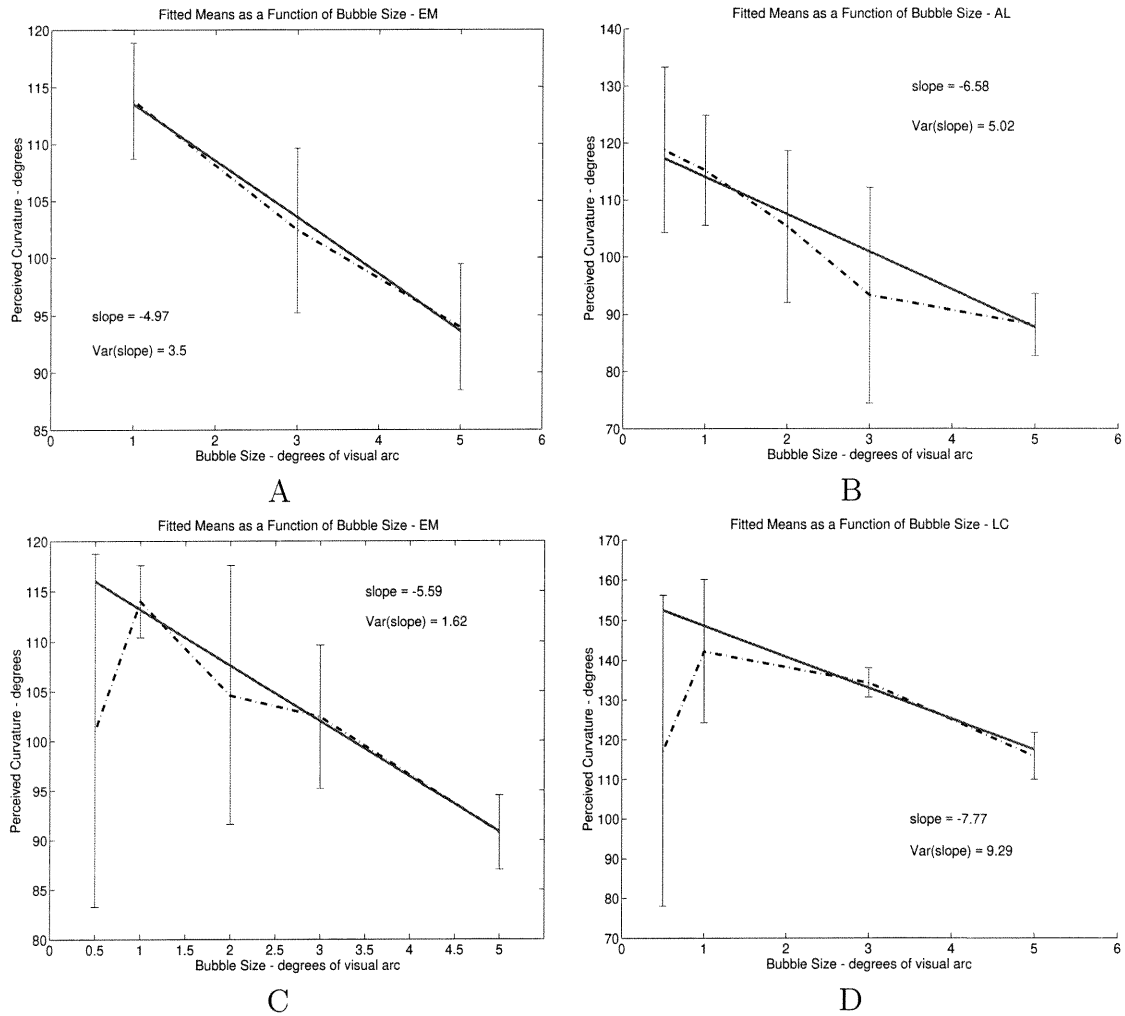 Fitted Means as a Function of Bubble Size - EM
120
115
110
105
100
95
90
85
Perceived Curvature - degrees
slope = -4.97
Var(slope) = 3.5
0 1 2 3 4 5 6
Bubble Size - degrees of visual arc
A
Fitted Means as a Function of Bubble Size - AL
140
130
120
110
100
90
80
70
Perceived Curvature - degrees
slope = -6.58
Var(slope) = 5.02
0 1 2 3 4 5 6
Bubble Size - degrees of visual arc
B
Fitted Means as a Function of Bubble Size - EM
120
115
110
105
100
95
90
85
80
Perceived Curvature - degrees
slope = -5.59
Var(slope) = 1.62
0 0.5 1 1.5 2 2.5 3 3.5 4 4.5 5
Bubble Size - degrees of visual arc
C
Fitted Means as a Function of Bubble Size - LC
170
160
150
140
130
120
110
100
90
80
70
Perceived Curvature - degrees
slope = -7.77
Var(slope) = 9.29
0 1 2 3 4 5 6
Bubble Size - degrees of visual arc
D